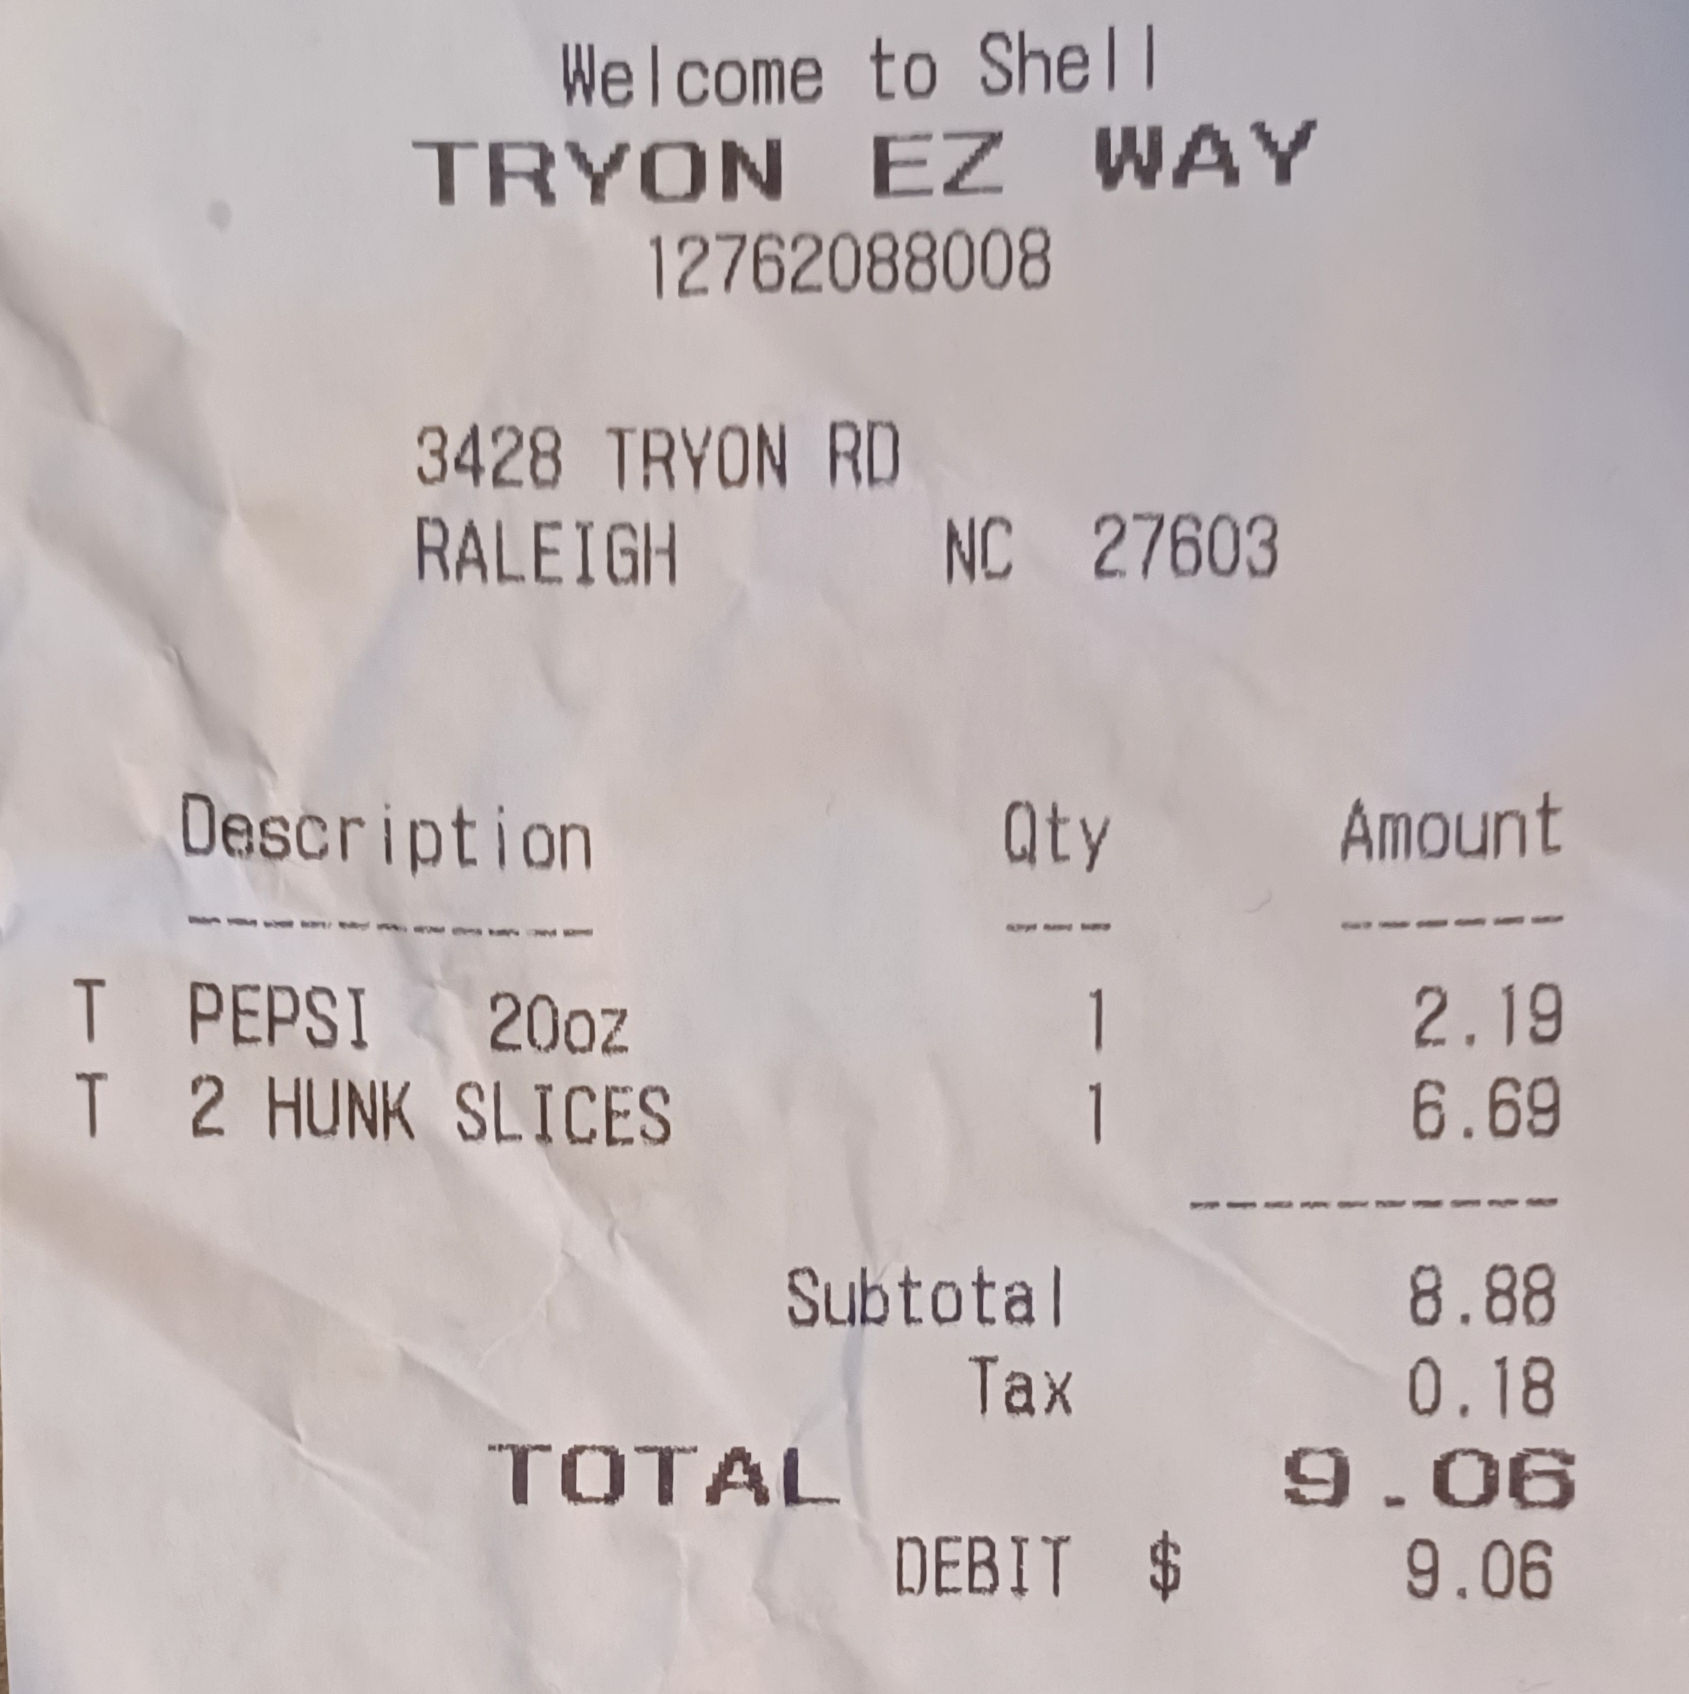 Welcome to Shell
TRYON EZ WAY
12762088008
3428 TRYON RD
RALEIGH NC 27603
Description Qty Amount
----------- --- ------
T PEPSI 20oz 1 2.19
T 2 HUNK SLICES 1 6.69
----------
Subtotal 8.88
Tax 0.18
TOTAL 9.06
DEBIT $ 9.06